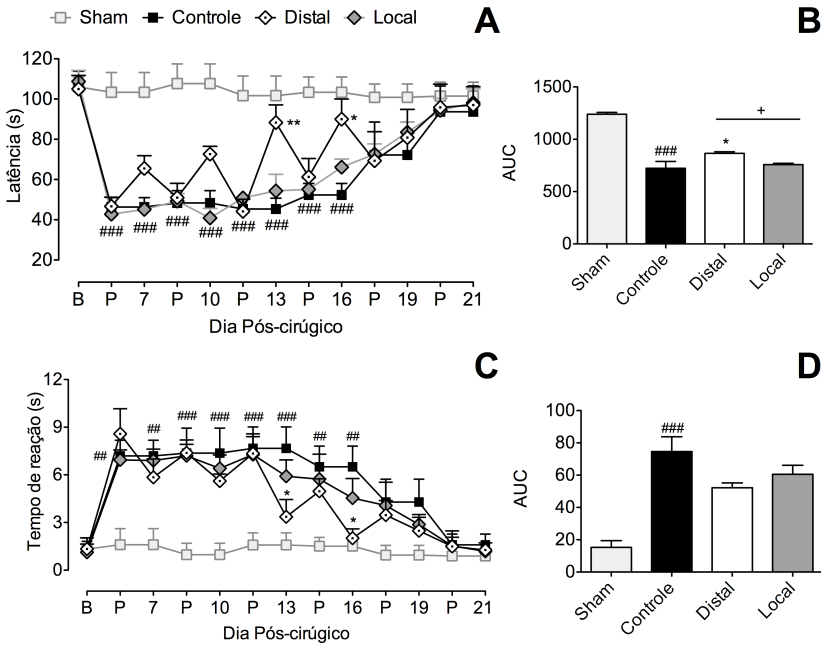 Sham Controle Distal Local
A
B
120
100
80
60
40
20
Latência (s)
**
*
### ### ### ### ### ### ### ###
B P 7 P 10 P 13 P 16 P 19 P 21
Dia Pós-cirúgico
1500
1000
500
0
AUC
###
*
+
Sham Controle Distal Local
C
D
12
9
6
3
0
Tempo de reação (s)
## ## ### ### ### ### ## ##
*
*
B P 7 P 10 P 13 P 16 P 19 P 21
Dia Pós-cirúgico
100
80
60
40
20
0
AUC
###
Sham Controle Distal Local